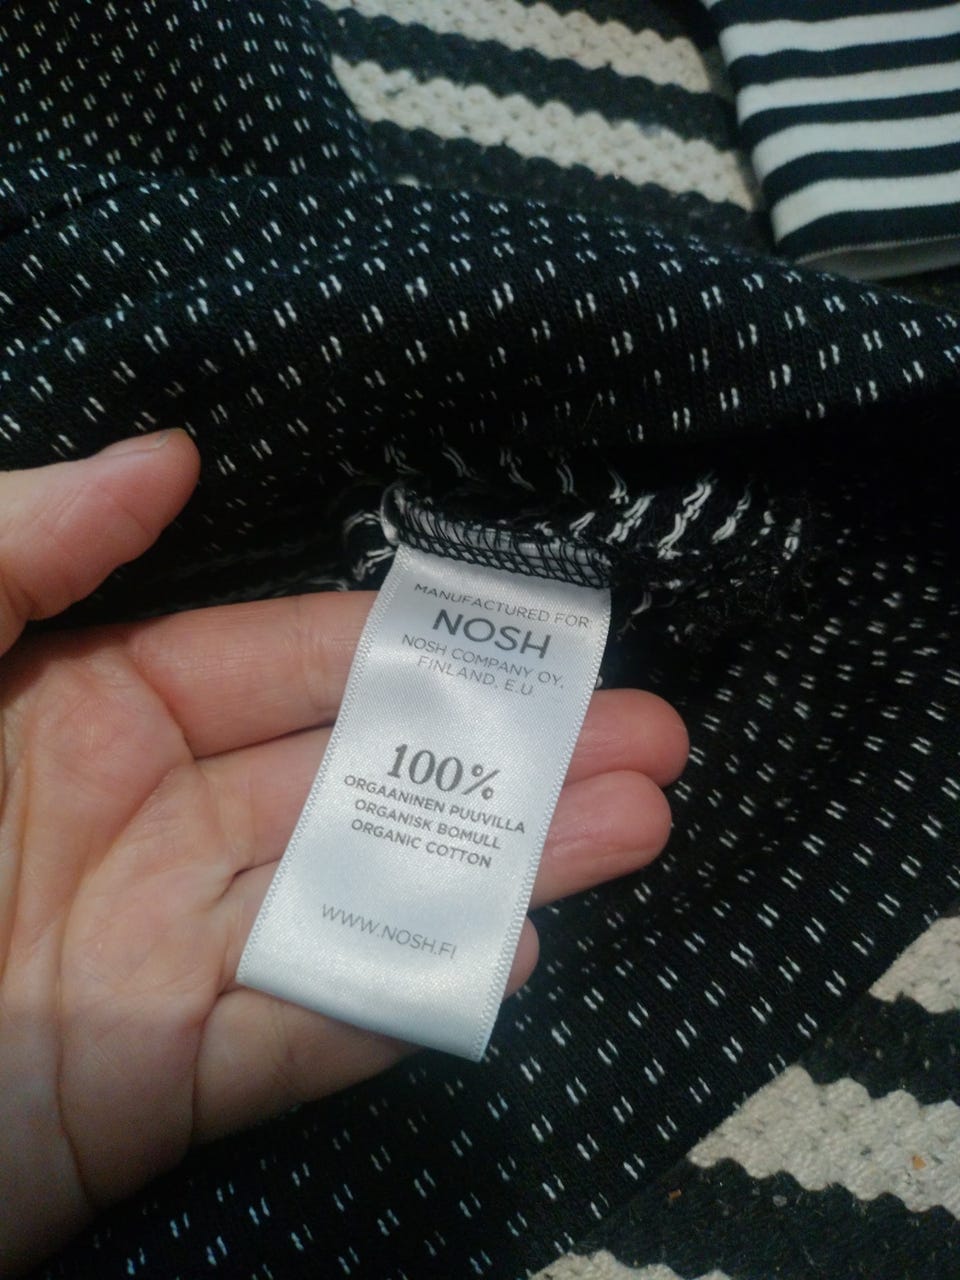 MANUFACTURED FOR:
NOSH
NOSH COMPANY OY,
FINLAND, E.U
100%
ORGAANINEN PUUVILLA
ORGANISK BOMULL
ORGANIC COTTON
WWW.NOSH.FI